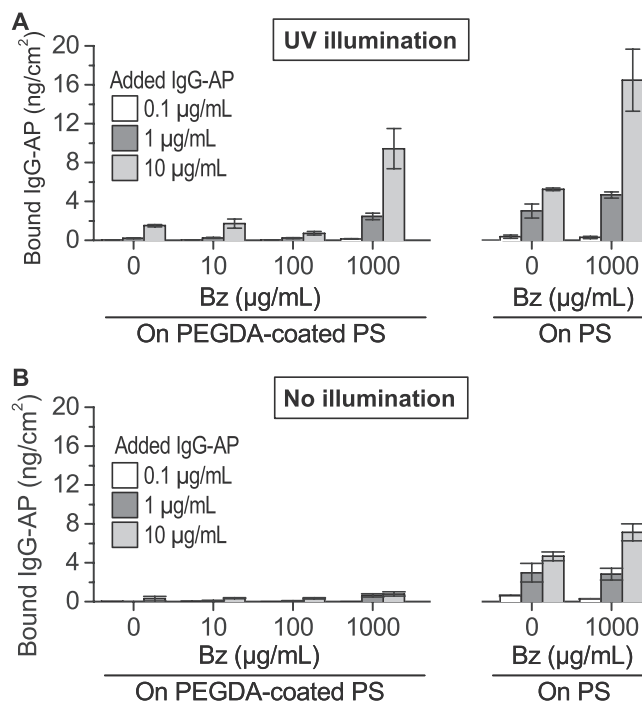 A
UV illumination
Bound IgG-AP (ng/cm²)
20
16
12
8
4
0
Added IgG-AP
0.1 µg/mL
1 µg/mL
10 µg/mL
0 10 100 1000 0 1000
Bz (µg/mL) Bz (µg/mL)
On PEGDA-coated PS On PS
B
No illumination
Bound IgG-AP (ng/cm²)
20
16
12
8
4
0
Added IgG-AP
0.1 µg/mL
1 µg/mL
10 µg/mL
0 10 100 1000 0 1000
Bz (µg/mL) Bz (µg/mL)
On PEGDA-coated PS On PS